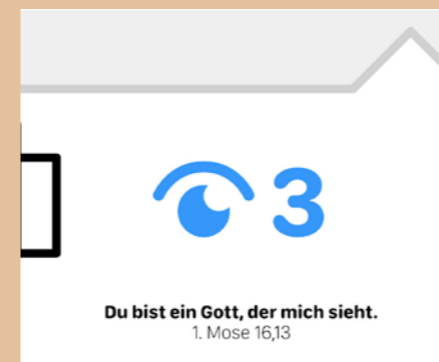 3
Du bist ein Gott, der mich sieht.
1. Mose 16,13